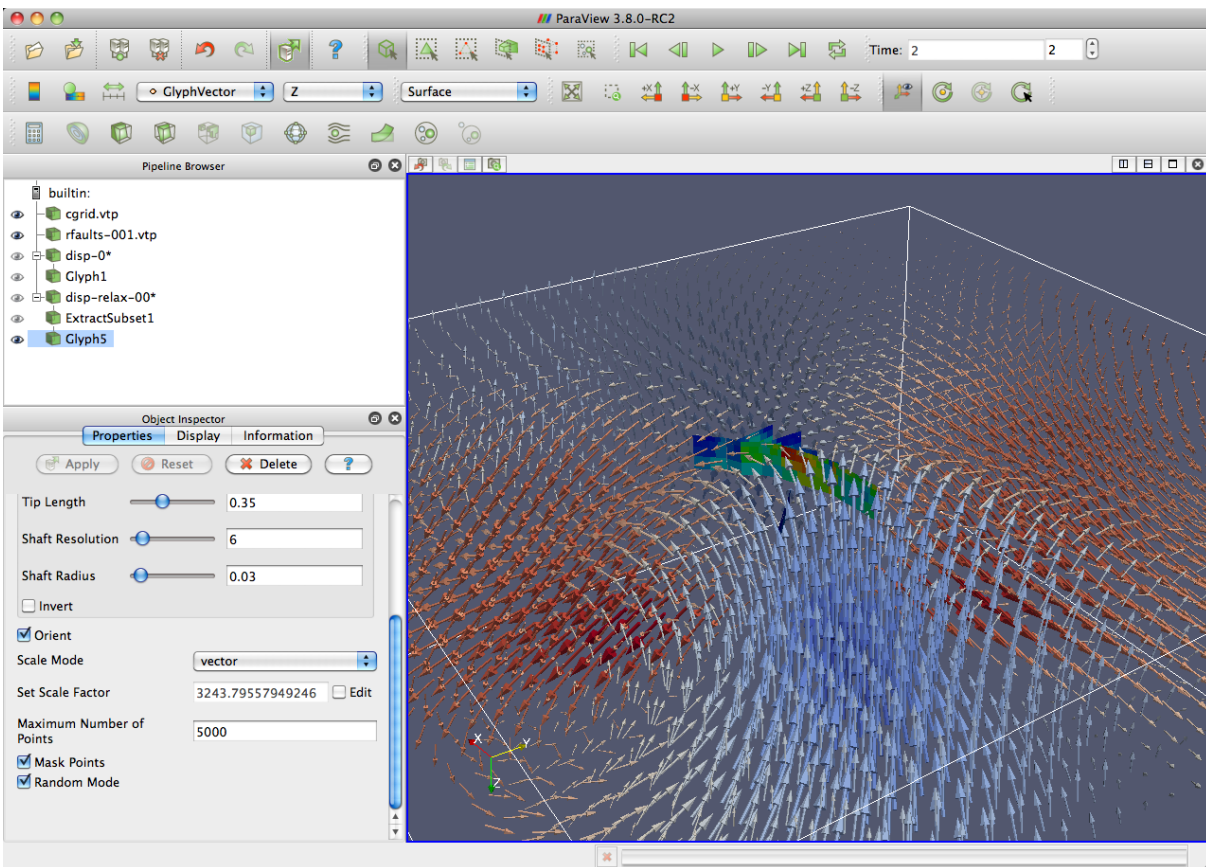 ParaView 3.8.0-RC2
Time: 2 2
GlyphVector Z Surface +X -X +Y -Y +Z -Z
Pipeline Browser
builtin:
cgrid.vtp
rfaults-001.vtp
disp-0*
Glyph1
disp-relax-00*
ExtractSubset1
Glyph5
Object Inspector
Properties Display Information
Apply Reset Delete ?
Tip Length 0.35
Shaft Resolution 6
Shaft Radius 0.03
Invert
Orient
Scale Mode vector
Set Scale Factor 3243.79557949246 Edit
Maximum Number of
Points 5000
Mask Points
Random Mode
X Y
Z